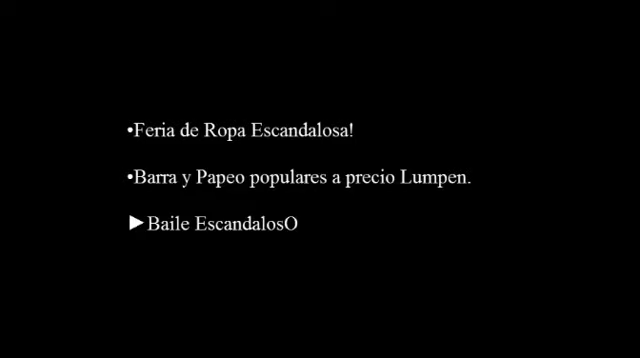 •Feria de Ropa Escandalosa!
•Barra y Papeo populares a precio Lumpen.
►Baile EscandalosO